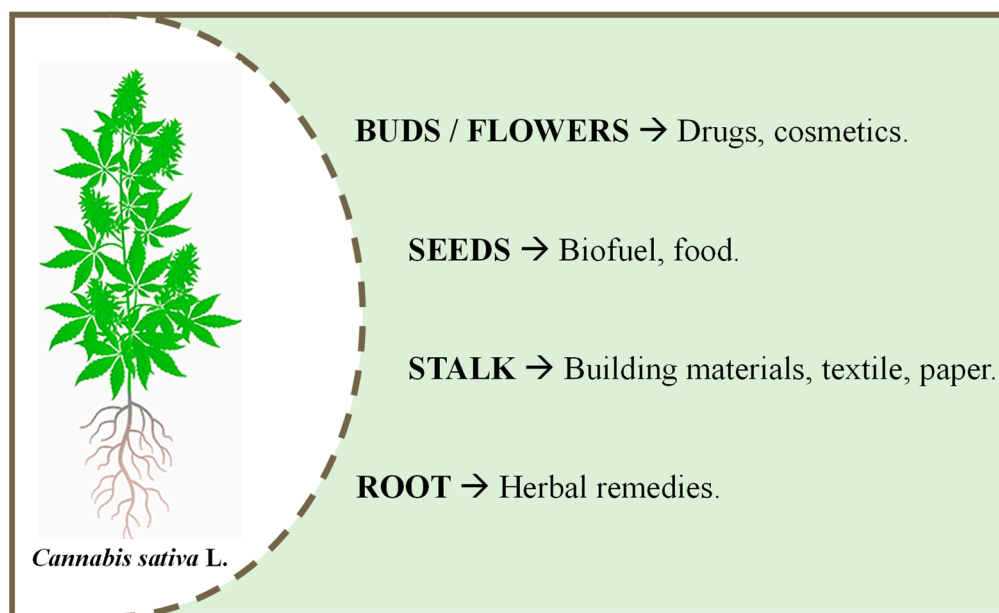 BUDS / FLOWERS → Drugs, cosmetics.
SEEDS → Biofuel, food.
STALK → Building materials, textile, paper.
ROOT → Herbal remedies.
Cannabis sativa L.